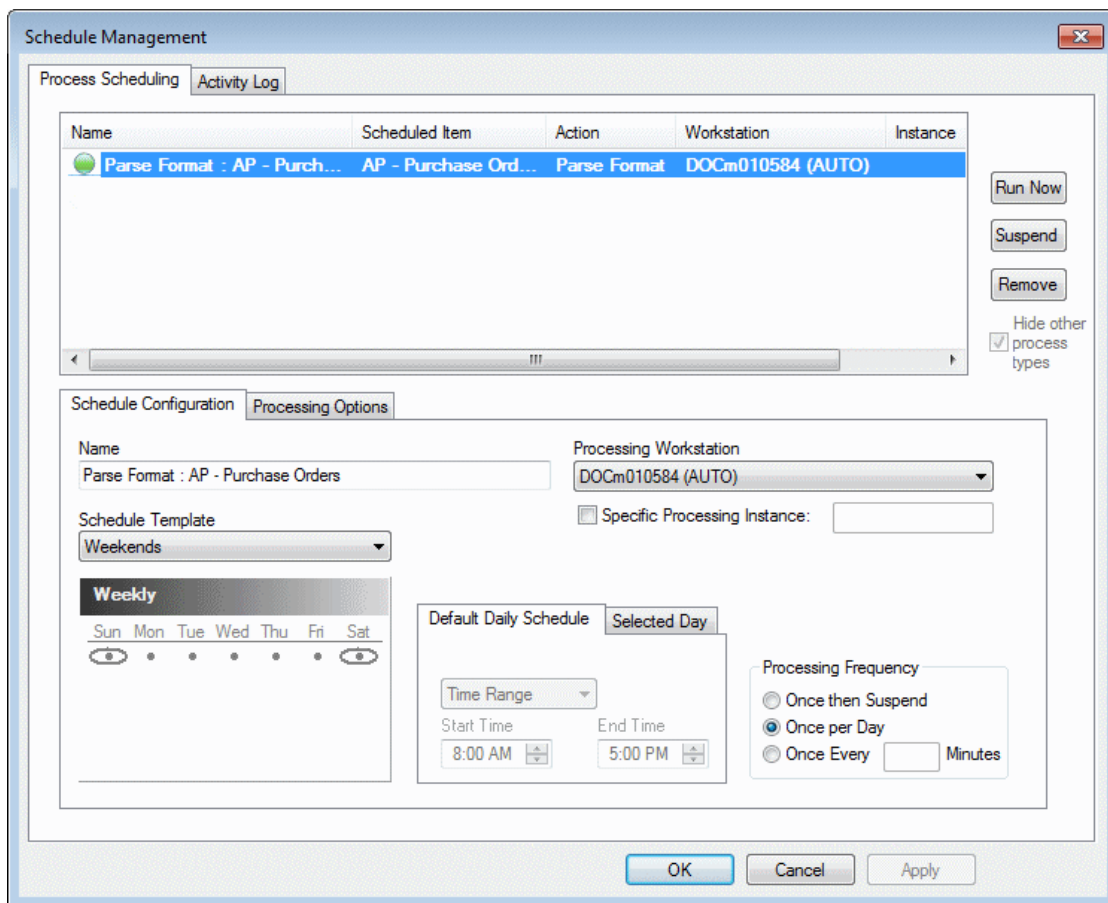 Schedule Management
Process Scheduling Activity Log
Name Scheduled Item Action Workstation Instance
Parse Format : AP - Purch... AP - Purchase Ord... Parse Format DOCm010584 (AUTO)
Run Now
Suspend
Remove
Hide other
process
types
Schedule Configuration Processing Options
Name Processing Workstation
Parse Format : AP - Purchase Orders DOCm010584 (AUTO)
Schedule Template Specific Processing Instance:
Weekends
Weekly
Sun Mon Tue Wed Thu Fri Sat
Default Daily Schedule Selected Day
Time Range
Start Time End Time
8:00 AM 5:00 PM
Processing Frequency
Once then Suspend
Once per Day
Once Every Minutes
OK Cancel Apply